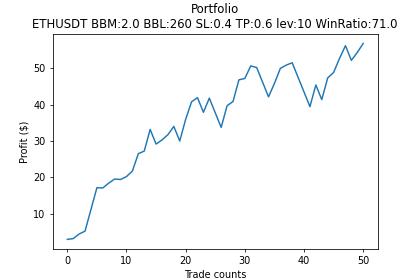 Portfolio
ETHUSDT BBM:2.0 BBL:260 SL:0.4 TP:0.6 lev:10 WinRatio:71.0
50
40
30
20
10
Profit ($)
0 10 20 30 40 50
Trade counts